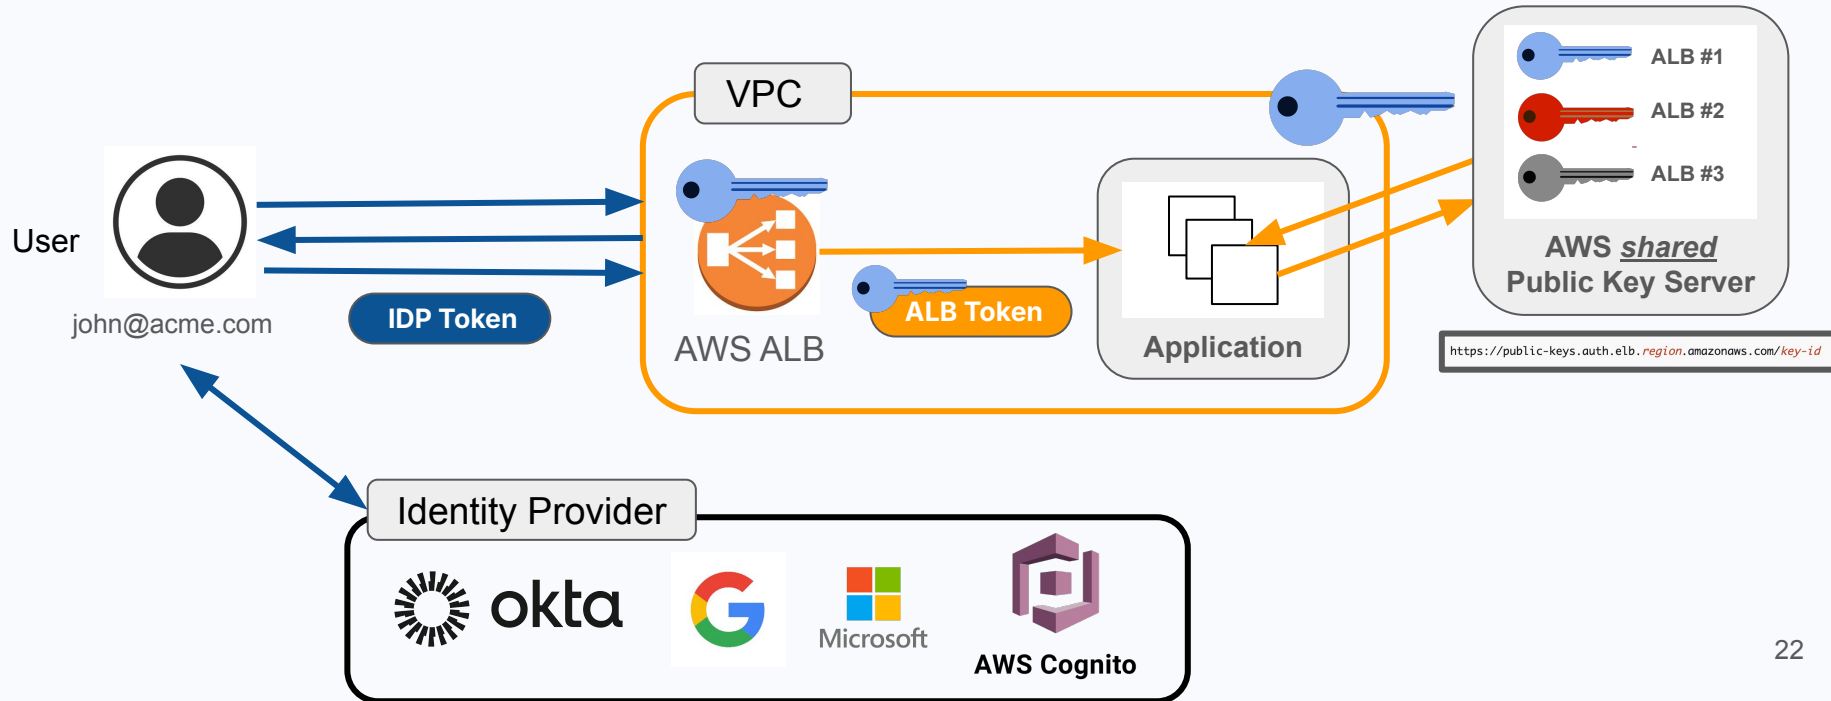 User
john@acme.com
IDP Token
VPC
AWS ALB
ALB Token
Application
ALB #1
ALB #2
ALB #3
AWS shared
Public Key Server
https://public-keys.auth.elb.region.amazonaws.com/key-id
Identity Provider
okta
G
Microsoft
AWS Cognito
22